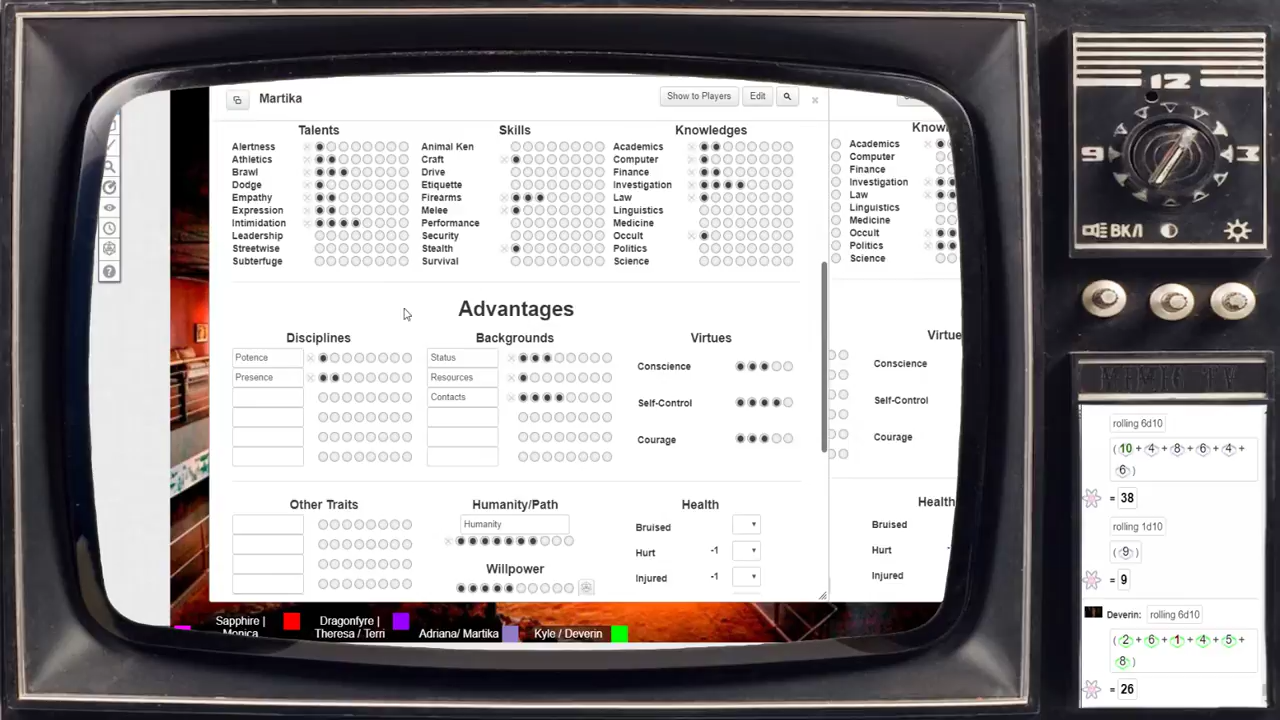 Martika
Show to Players
Edit
Talents
Skills
Knowledges
Alertness
Animal Ken
Academics
Athletics
Craft
Computer
Brawl
Drive
Finance
Dodge
Etiquette
Investigation
Empathy
Firearms
Law
Expression
Melee
Linguistics
Intimidation
Performance
Medicine
Leadership
Security
Occult
Streetwise
Stealth
Politics
Subterfuge
Survival
Science
Advantages
Disciplines
Backgrounds
Virtues
Potence
Status
Conscience
Presence
Resources
Contacts
Self-Control
Courage
Other Traits
Humanity/Path
Health
Humanity
Bruised
Hurt -1
Willpower
Injured -1
Academics
Computer
Finance
Investigation
Law
Linguistics
Medicine
Occult
Politics
Science
Virtue
Conscience
Self-Control
Courage
Health
Bruised
Hurt
Injured
Sapphire |
Monica
Dragonfyre |
Theresa / Terri
Adriana/ Martika
Kyle / Deverin
12
9
3
ВКЛ
MIMIC TV
rolling 6d10
(10+4+8+6+4+
6)
= 38
rolling 1d10
(9)
= 9
Deverin: rolling 6d10
(2+6+1+4+5+
8)
= 26